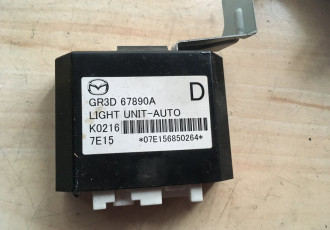 GR3D 67890A D
LIGHT UNIT-AUTO
K0216
7E15 *07E156850264*